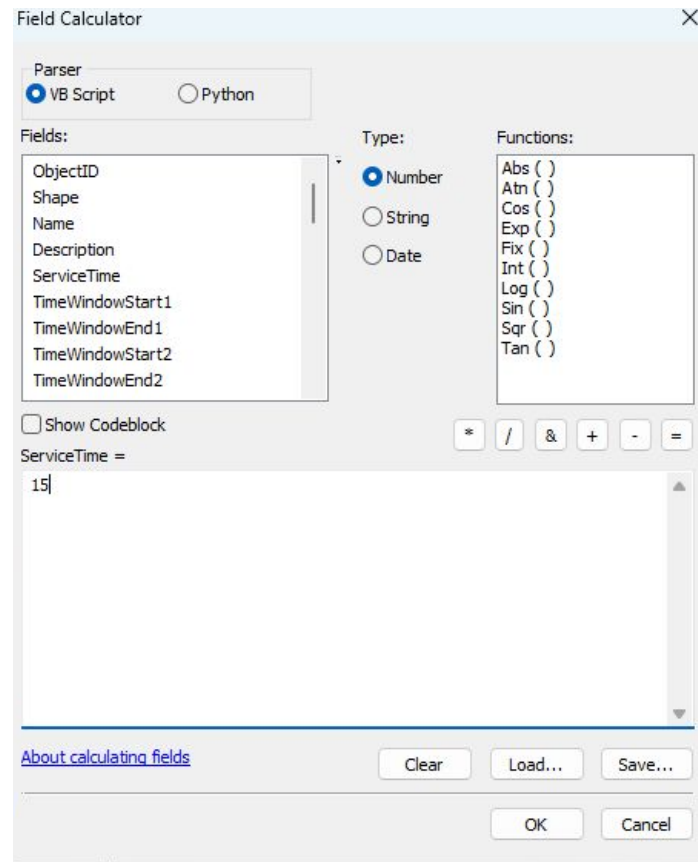 Field Calculator
Parser
VB Script Python
Fields:
ObjectID
Shape
Name
Description
ServiceTime
TimeWindowStart1
TimeWindowEnd1
TimeWindowStart2
TimeWindowEnd2
Type:
Number
String
Date
Functions:
Abs ( )
Atn ( )
Cos ( )
Exp ( )
Fix ( )
Int ( )
Log ( )
Sin ( )
Sqr ( )
Tan ( )
Show Codeblock
* / & + - =
ServiceTime =
15
About calculating fields
Clear Load... Save...
OK Cancel